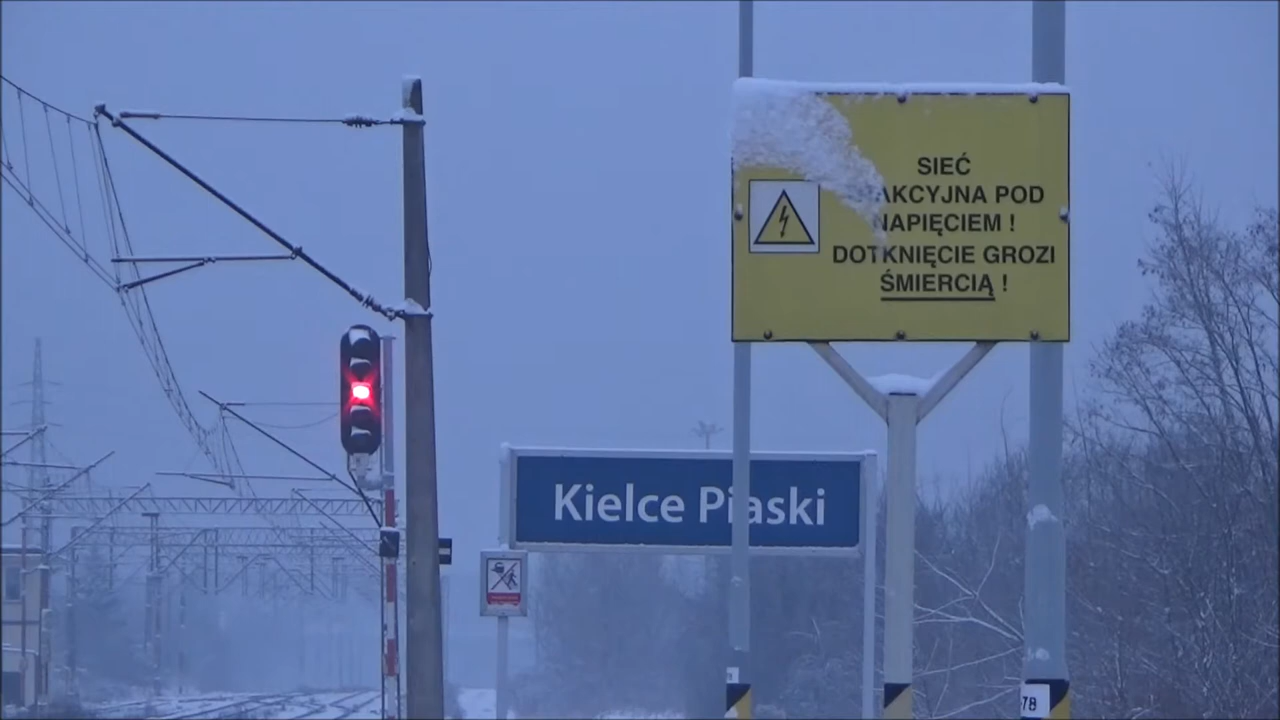 SIEĆ
AKCYJNA POD
NAPIĘCIEM !
DOTKNIĘCIE GROZI
ŚMIERCIĄ !
Kielce Piaski
78